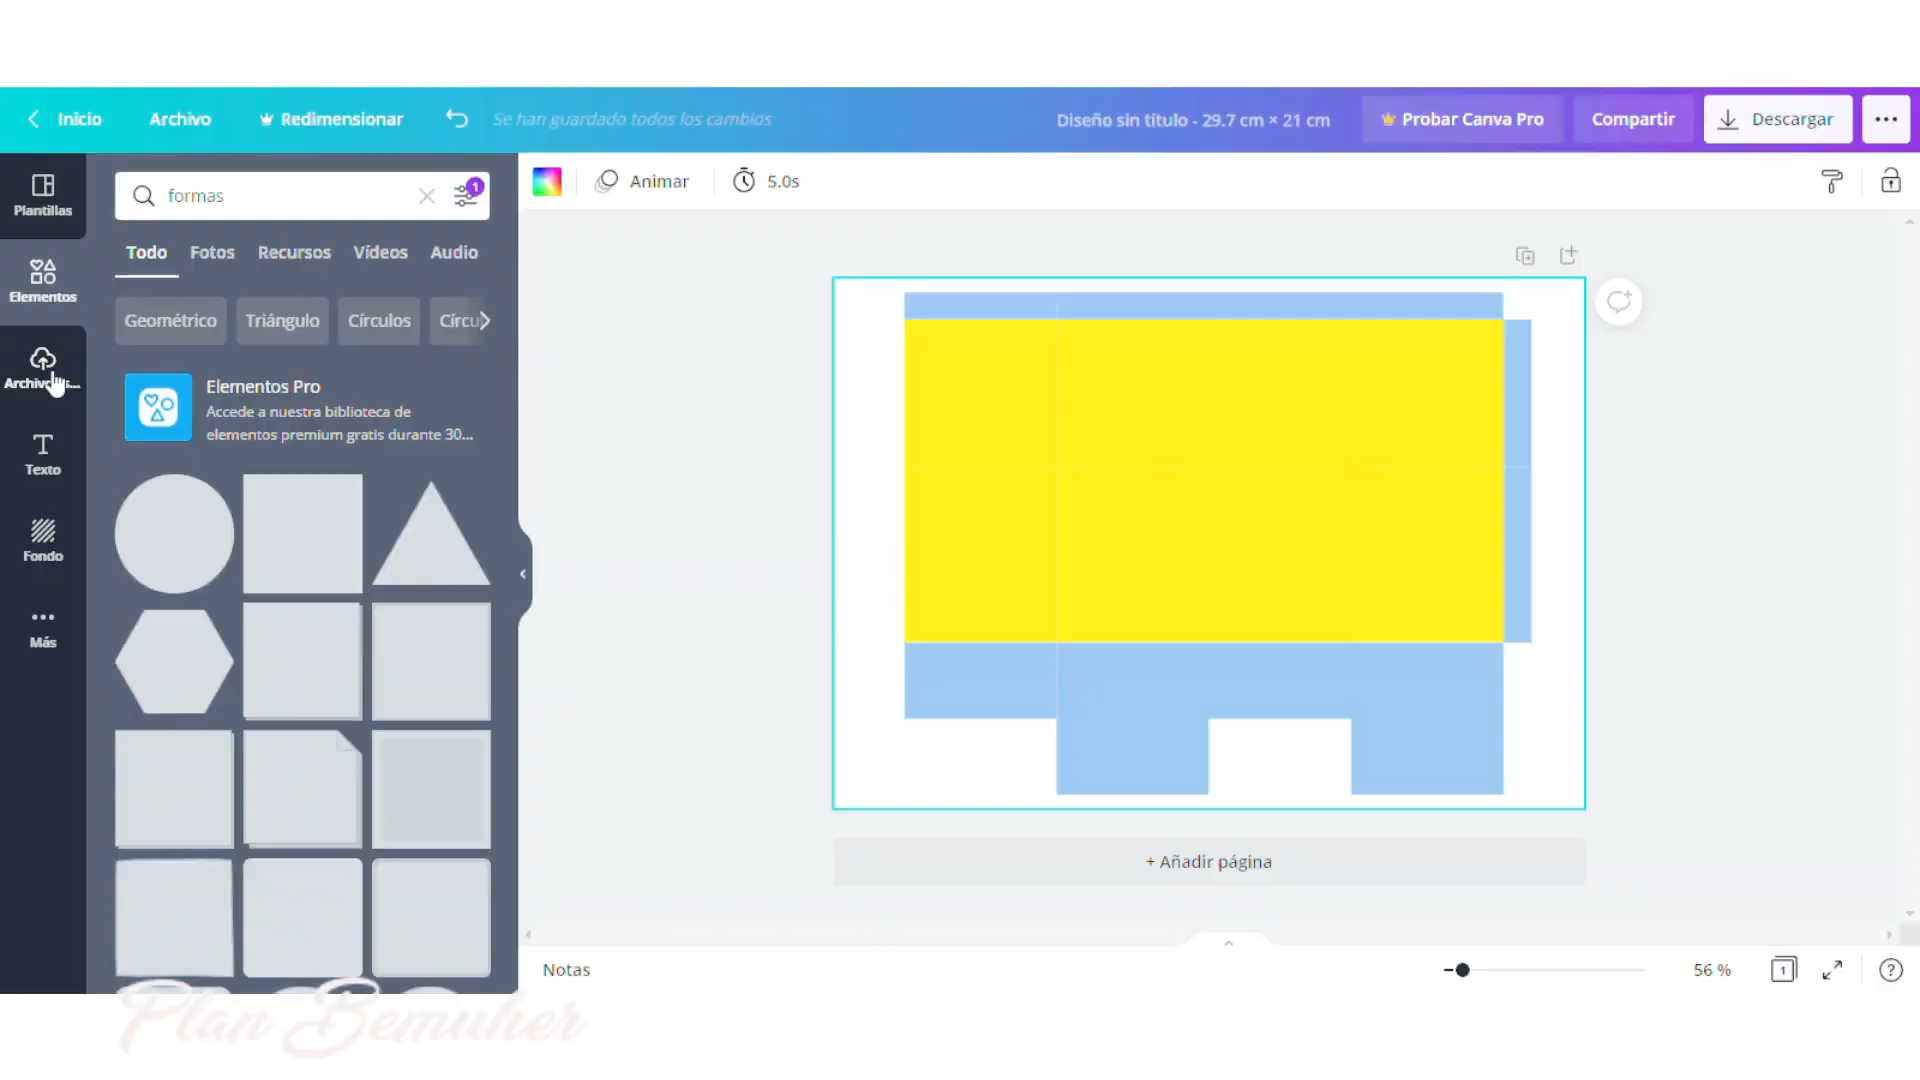 Inicio Archivo Redimensionar Se han guardado todos los cambios Diseño sin título - 29.7 cm × 21 cm Probar Canva Pro Compartir Descargar
Plantillas
Elementos
Texto
Fondo
Más
formas 1
Todo Fotos Recursos Vídeos Audio
Geométrico Triángulo Círculos
Elementos Pro
Accede a nuestra biblioteca de
elementos premium gratis durante 30...
Animar 5.0s
+ Añadir página
Notas 56 % 1
Plan Bemuher